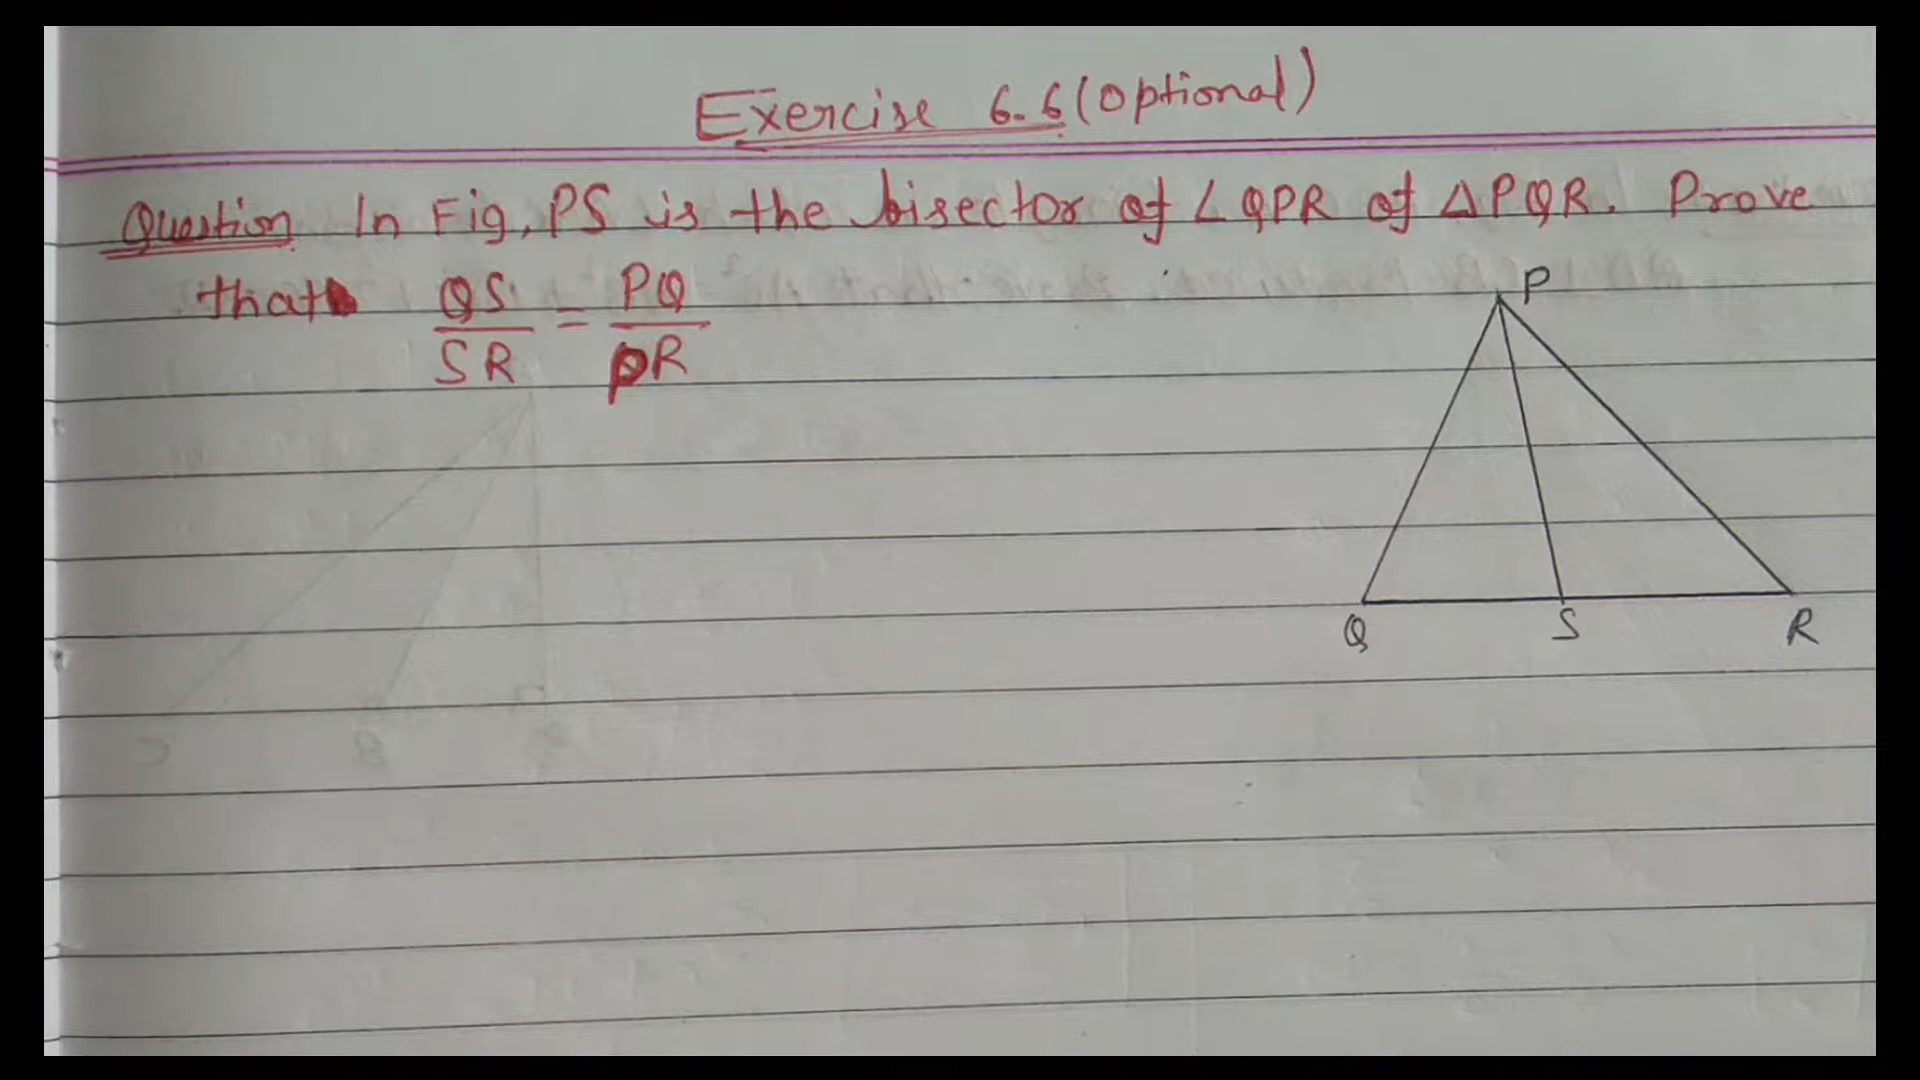 Exercise 6.6 (Optional)
Question In Fig, PS is the bisector of ∠QPR of ΔPQR. Prove
that QS/SR = PQ/PR
P
Q S R